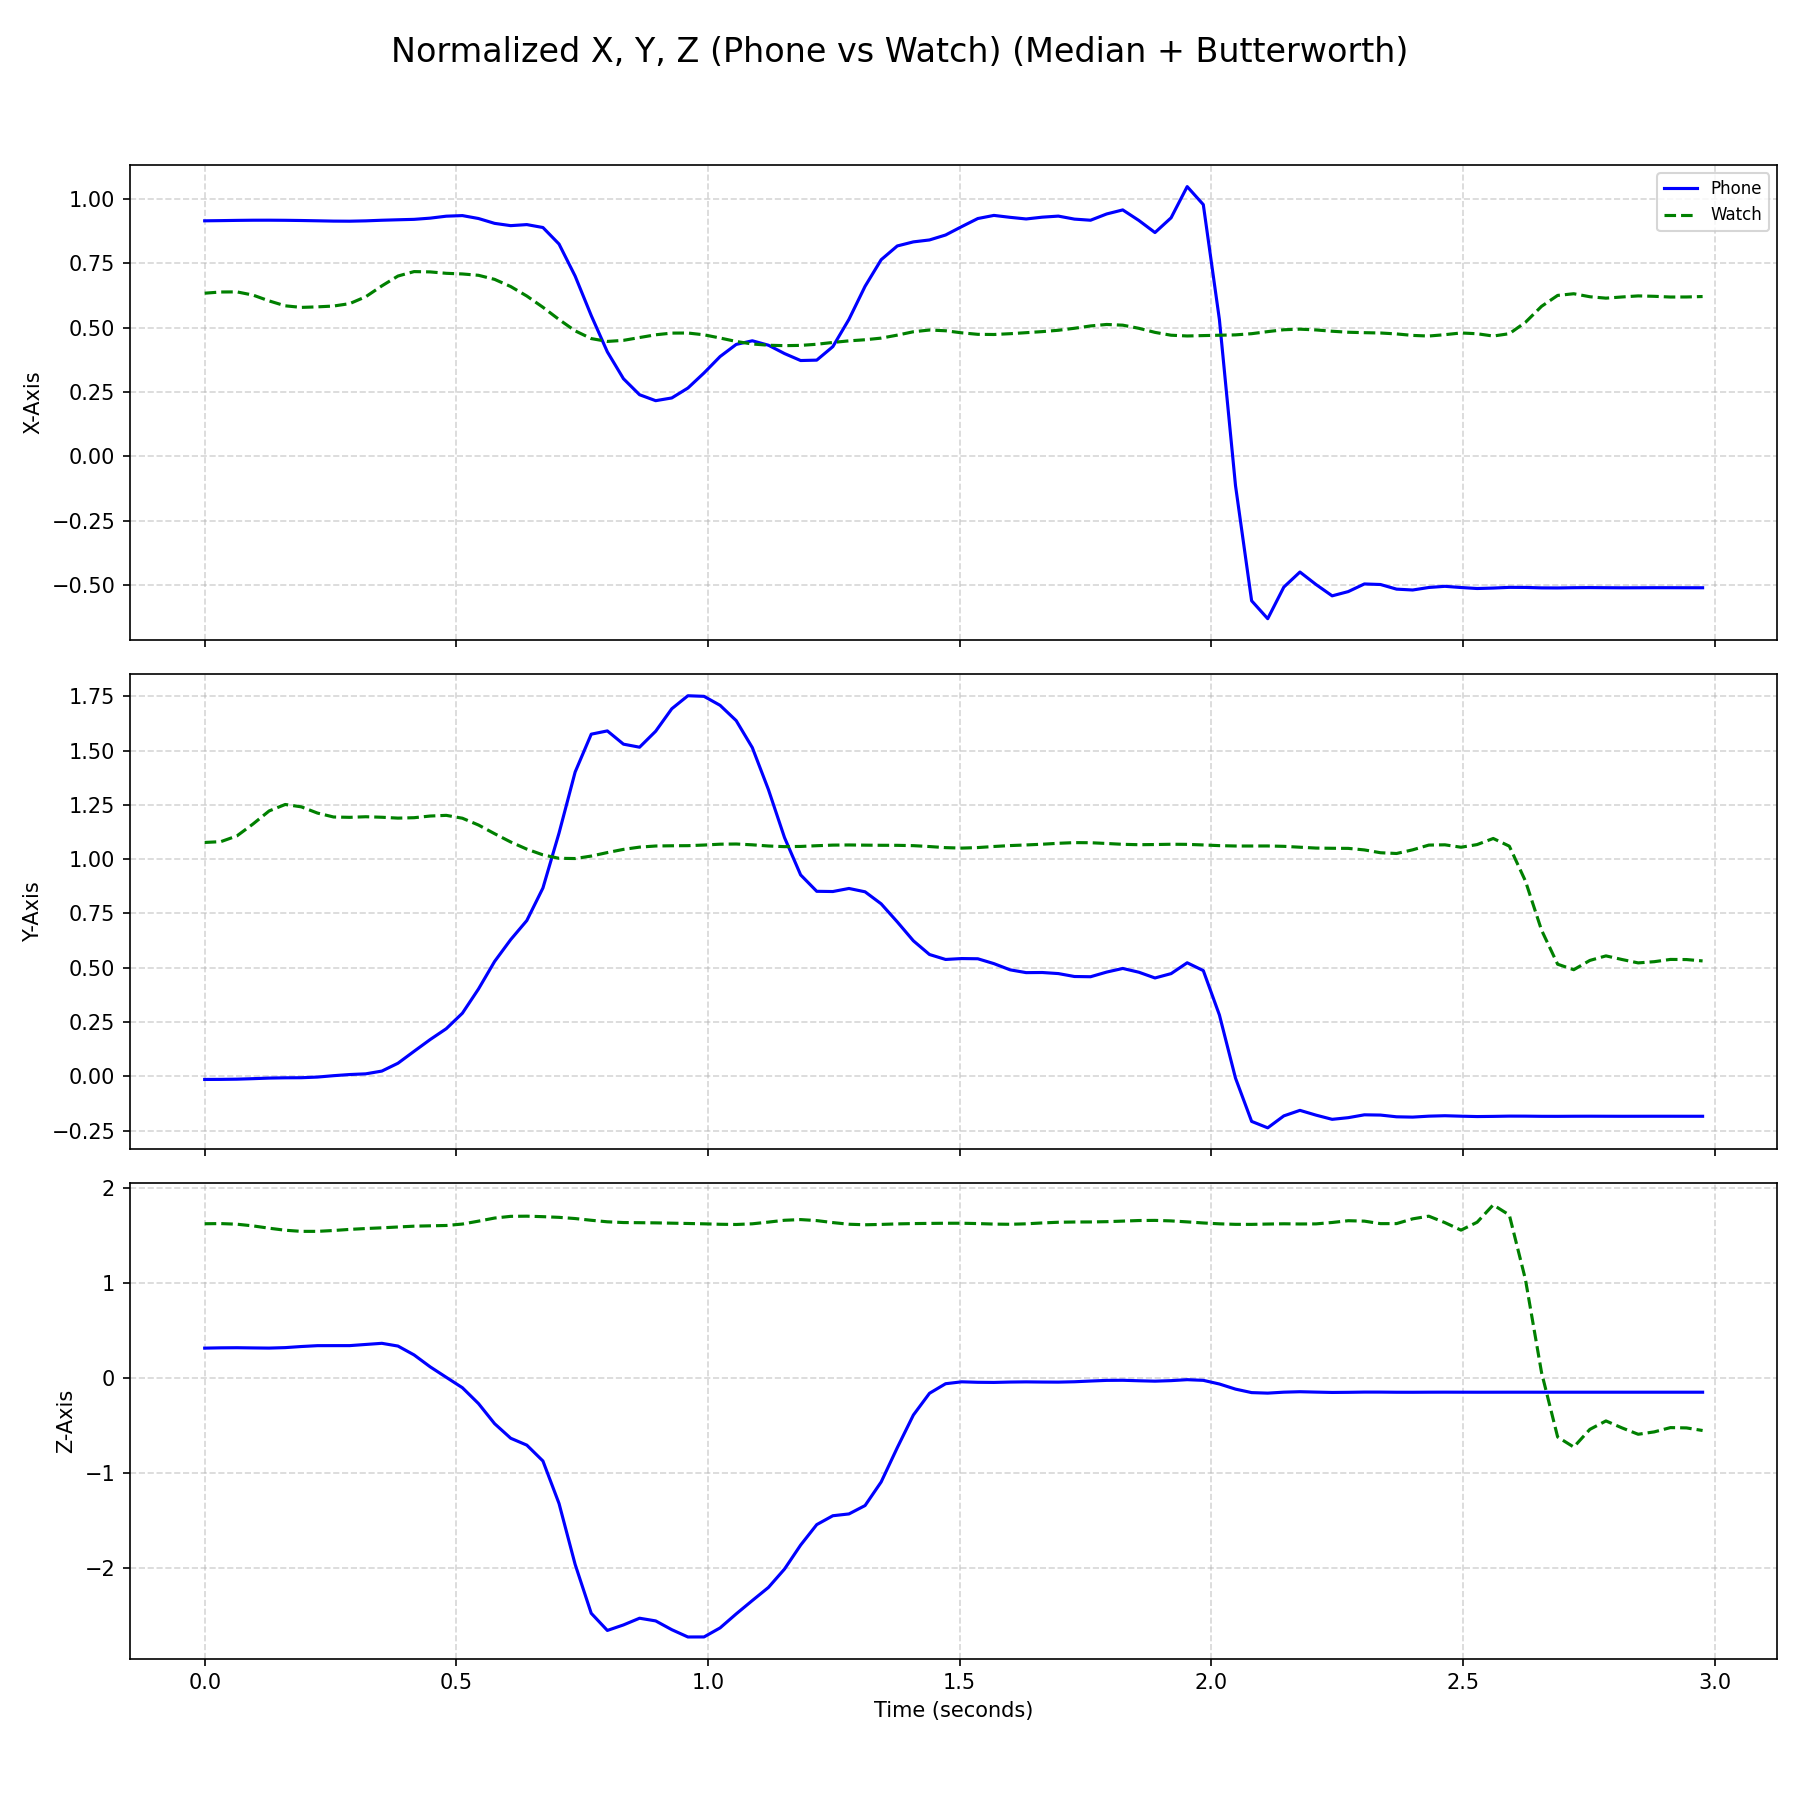 Normalized X, Y, Z (Phone vs Watch) (Median + Butterworth)
Phone
Watch
1.00
0.75
0.50
0.25
0.00
−0.25
−0.50
X-Axis
1.75
1.50
1.25
1.00
0.75
0.50
0.25
0.00
−0.25
Y-Axis
2
1
0
−1
−2
Z-Axis
0.0 0.5 1.0 1.5 2.0 2.5 3.0
Time (seconds)